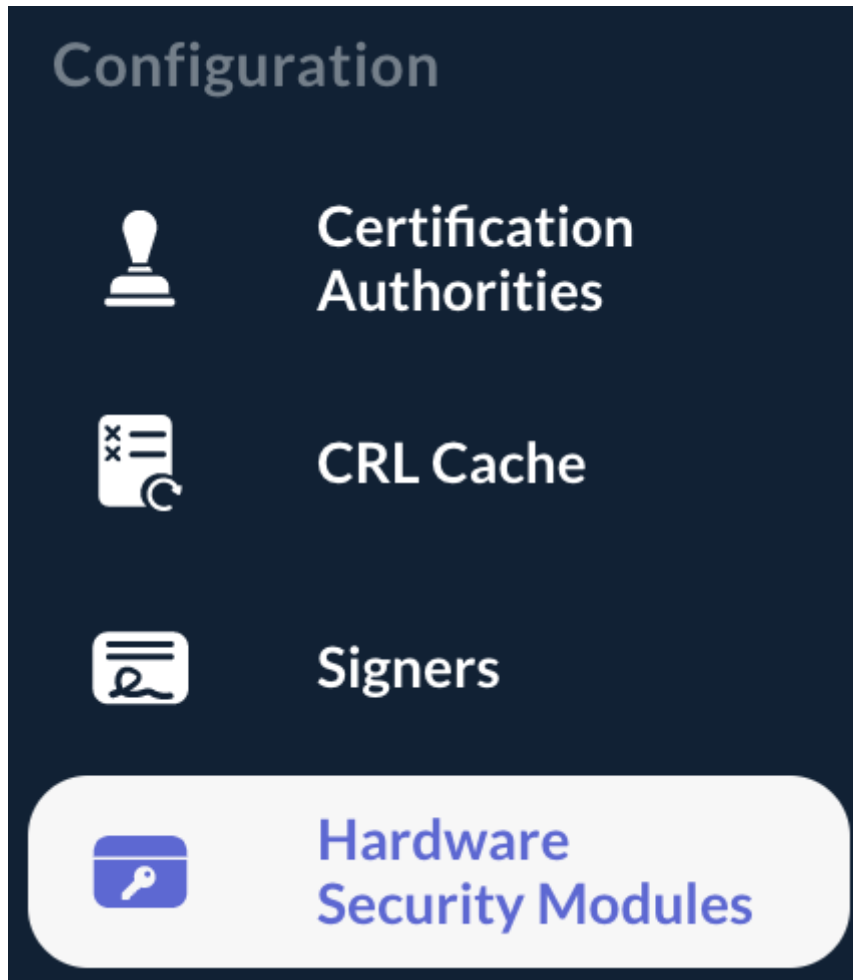 Configuration
Certification
Authorities
CRL Cache
Signers
Hardware
Security Modules